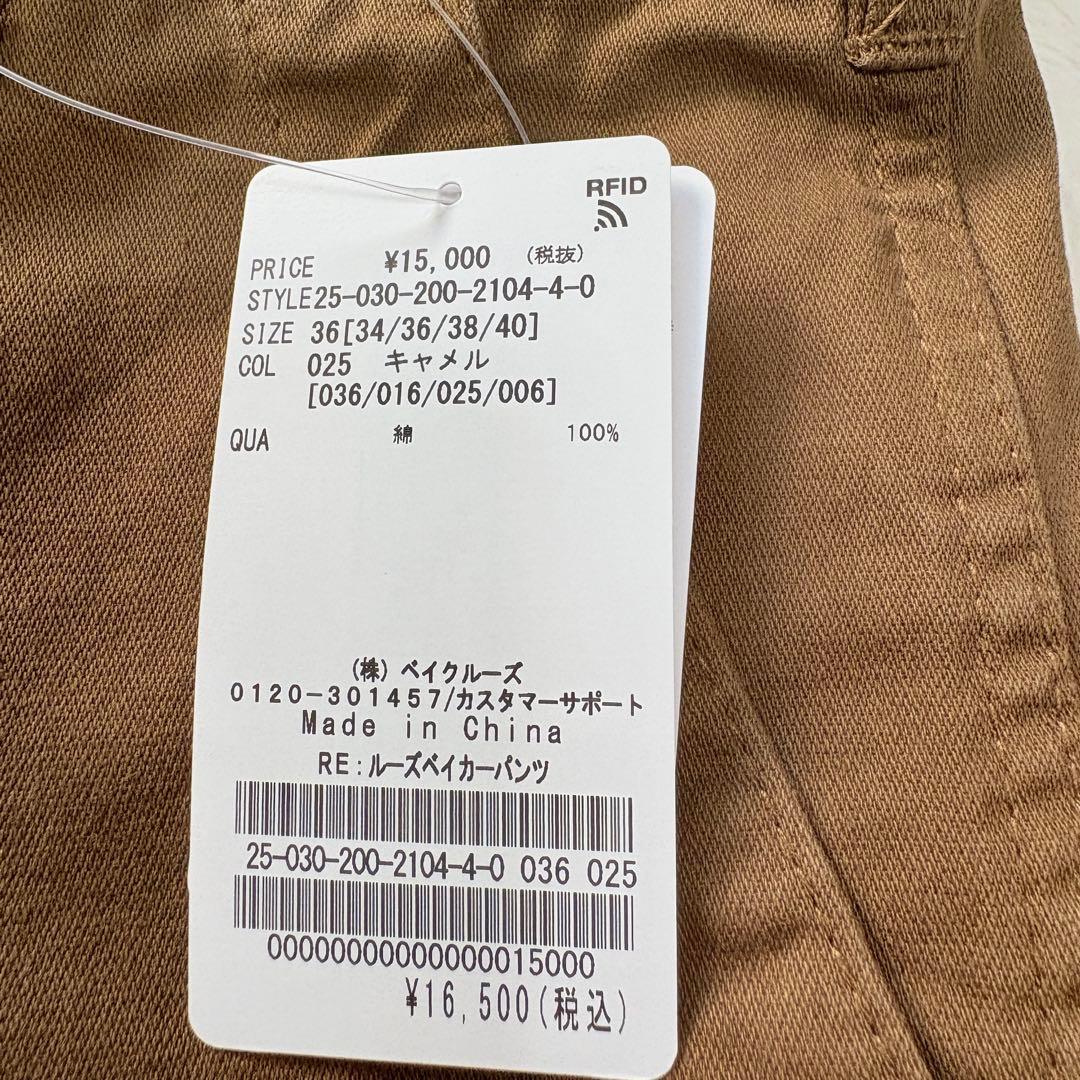 RFID
PRICE ¥15,000 (税抜)
STYLE25-030-200-2104-4-0
SIZE 36[34/36/38/40]
COL 025 キャメル
[036/016/025/006]
QUA 綿 100%
(株)ベイクルーズ
0120-301457/カスタマーサポート
Made in China
RE:ルーズベイカーパンツ
25-030-200-2104-4-0 036 025
00000000000000015000
¥16,500(税込)